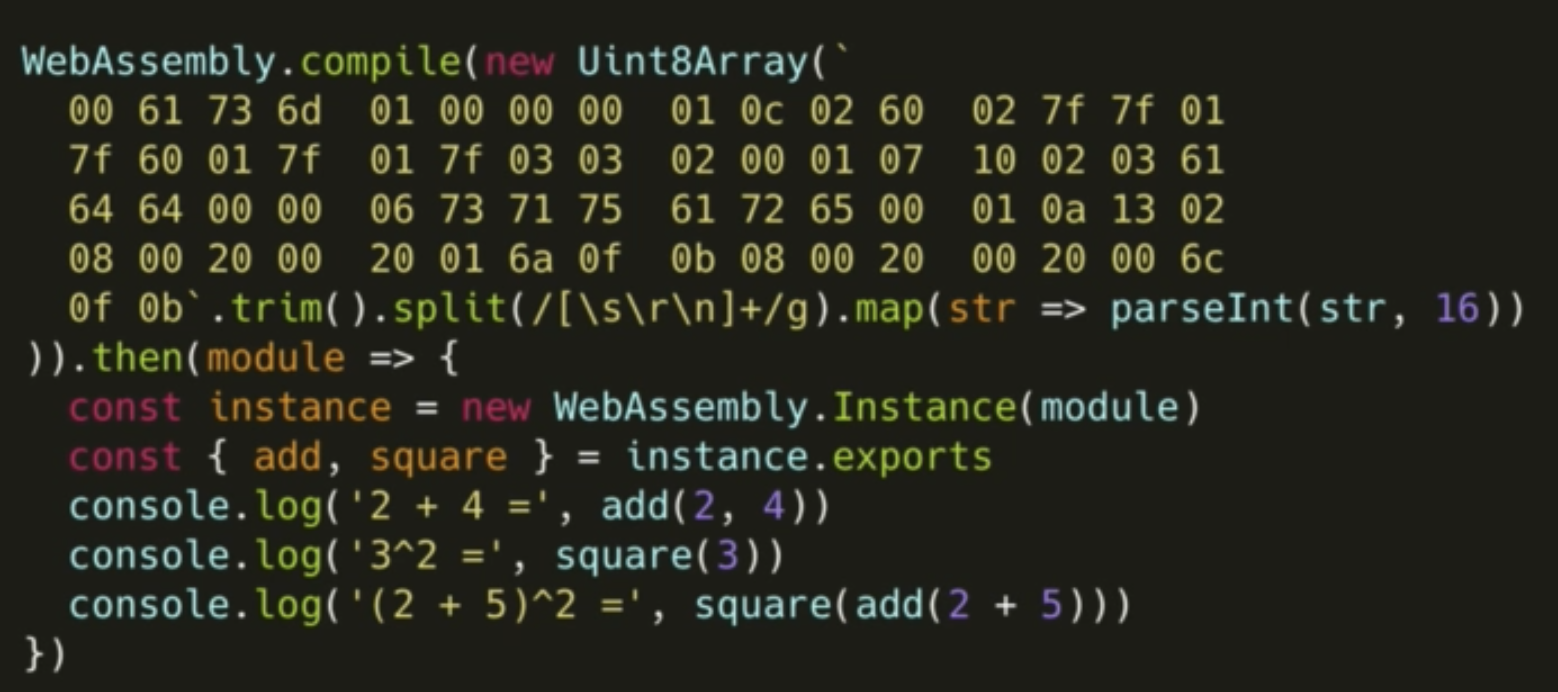 WebAssembly.compile(new Uint8Array(`
  00 61 73 6d  01 00 00 00  01 0c 02 60  02 7f 7f 01
  7f 60 01 7f  01 7f 03 03  02 00 01 07  10 02 03 61
  64 64 00 00  06 73 71 75  61 72 65 00  01 0a 13 02
  08 00 20 00  20 01 6a 0f  0b 08 00 20  00 20 00 6c
  0f 0b`.trim().split(/[\s\r\n]+/g).map(str => parseInt(str, 16))
)).then(module => {
  const instance = new WebAssembly.Instance(module)
  const { add, square } = instance.exports
  console.log('2 + 4 =', add(2, 4))
  console.log('3^2 =', square(3))
  console.log('(2 + 5)^2 =', square(add(2 + 5)))
})